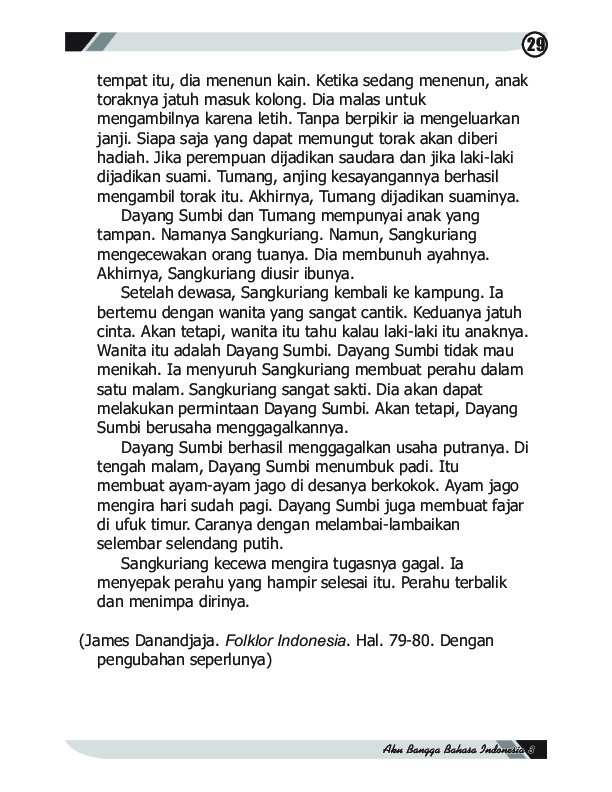 29
tempat itu, dia menenun kain. Ketika sedang menenun, anak
toraknya jatuh masuk kolong. Dia malas untuk
mengambilnya karena letih. Tanpa berpikir ia mengeluarkan
janji. Siapa saja yang dapat memungut torak akan diberi
hadiah. Jika perempuan dijadikan saudara dan jika laki-laki
dijadikan suami. Tumang, anjing kesayangannya berhasil
mengambil torak itu. Akhirnya, Tumang dijadikan suaminya.
Dayang Sumbi dan Tumang mempunyai anak yang
tampan. Namanya Sangkuriang. Namun, Sangkuriang
mengecewakan orang tuanya. Dia membunuh ayahnya.
Akhirnya, Sangkuriang diusir ibunya.
Setelah dewasa, Sangkuriang kembali ke kampung. Ia
bertemu dengan wanita yang sangat cantik. Keduanya jatuh
cinta. Akan tetapi, wanita itu tahu kalau laki-laki itu anaknya.
Wanita itu adalah Dayang Sumbi. Dayang Sumbi tidak mau
menikah. Ia menyuruh Sangkuriang membuat perahu dalam
satu malam. Sangkuriang sangat sakti. Dia akan dapat
melakukan permintaan Dayang Sumbi. Akan tetapi, Dayang
Sumbi berusaha menggagalkannya.
Dayang Sumbi berhasil menggagalkan usaha putranya. Di
tengah malam, Dayang Sumbi menumbuk padi. Itu
membuat ayam-ayam jago di desanya berkokok. Ayam jago
mengira hari sudah pagi. Dayang Sumbi juga membuat fajar
di ufuk timur. Caranya dengan melambai-lambaikan
selembar selendang putih.
Sangkuriang kecewa mengira tugasnya gagal. Ia
menyepak perahu yang hampir selesai itu. Perahu terbalik
dan menimpa dirinya.
(James Danandjaja. Folklor Indonesia. Hal. 79-80. Dengan
pengubahan seperlunya)
Aku Bangga Bahasa Indonesia 3